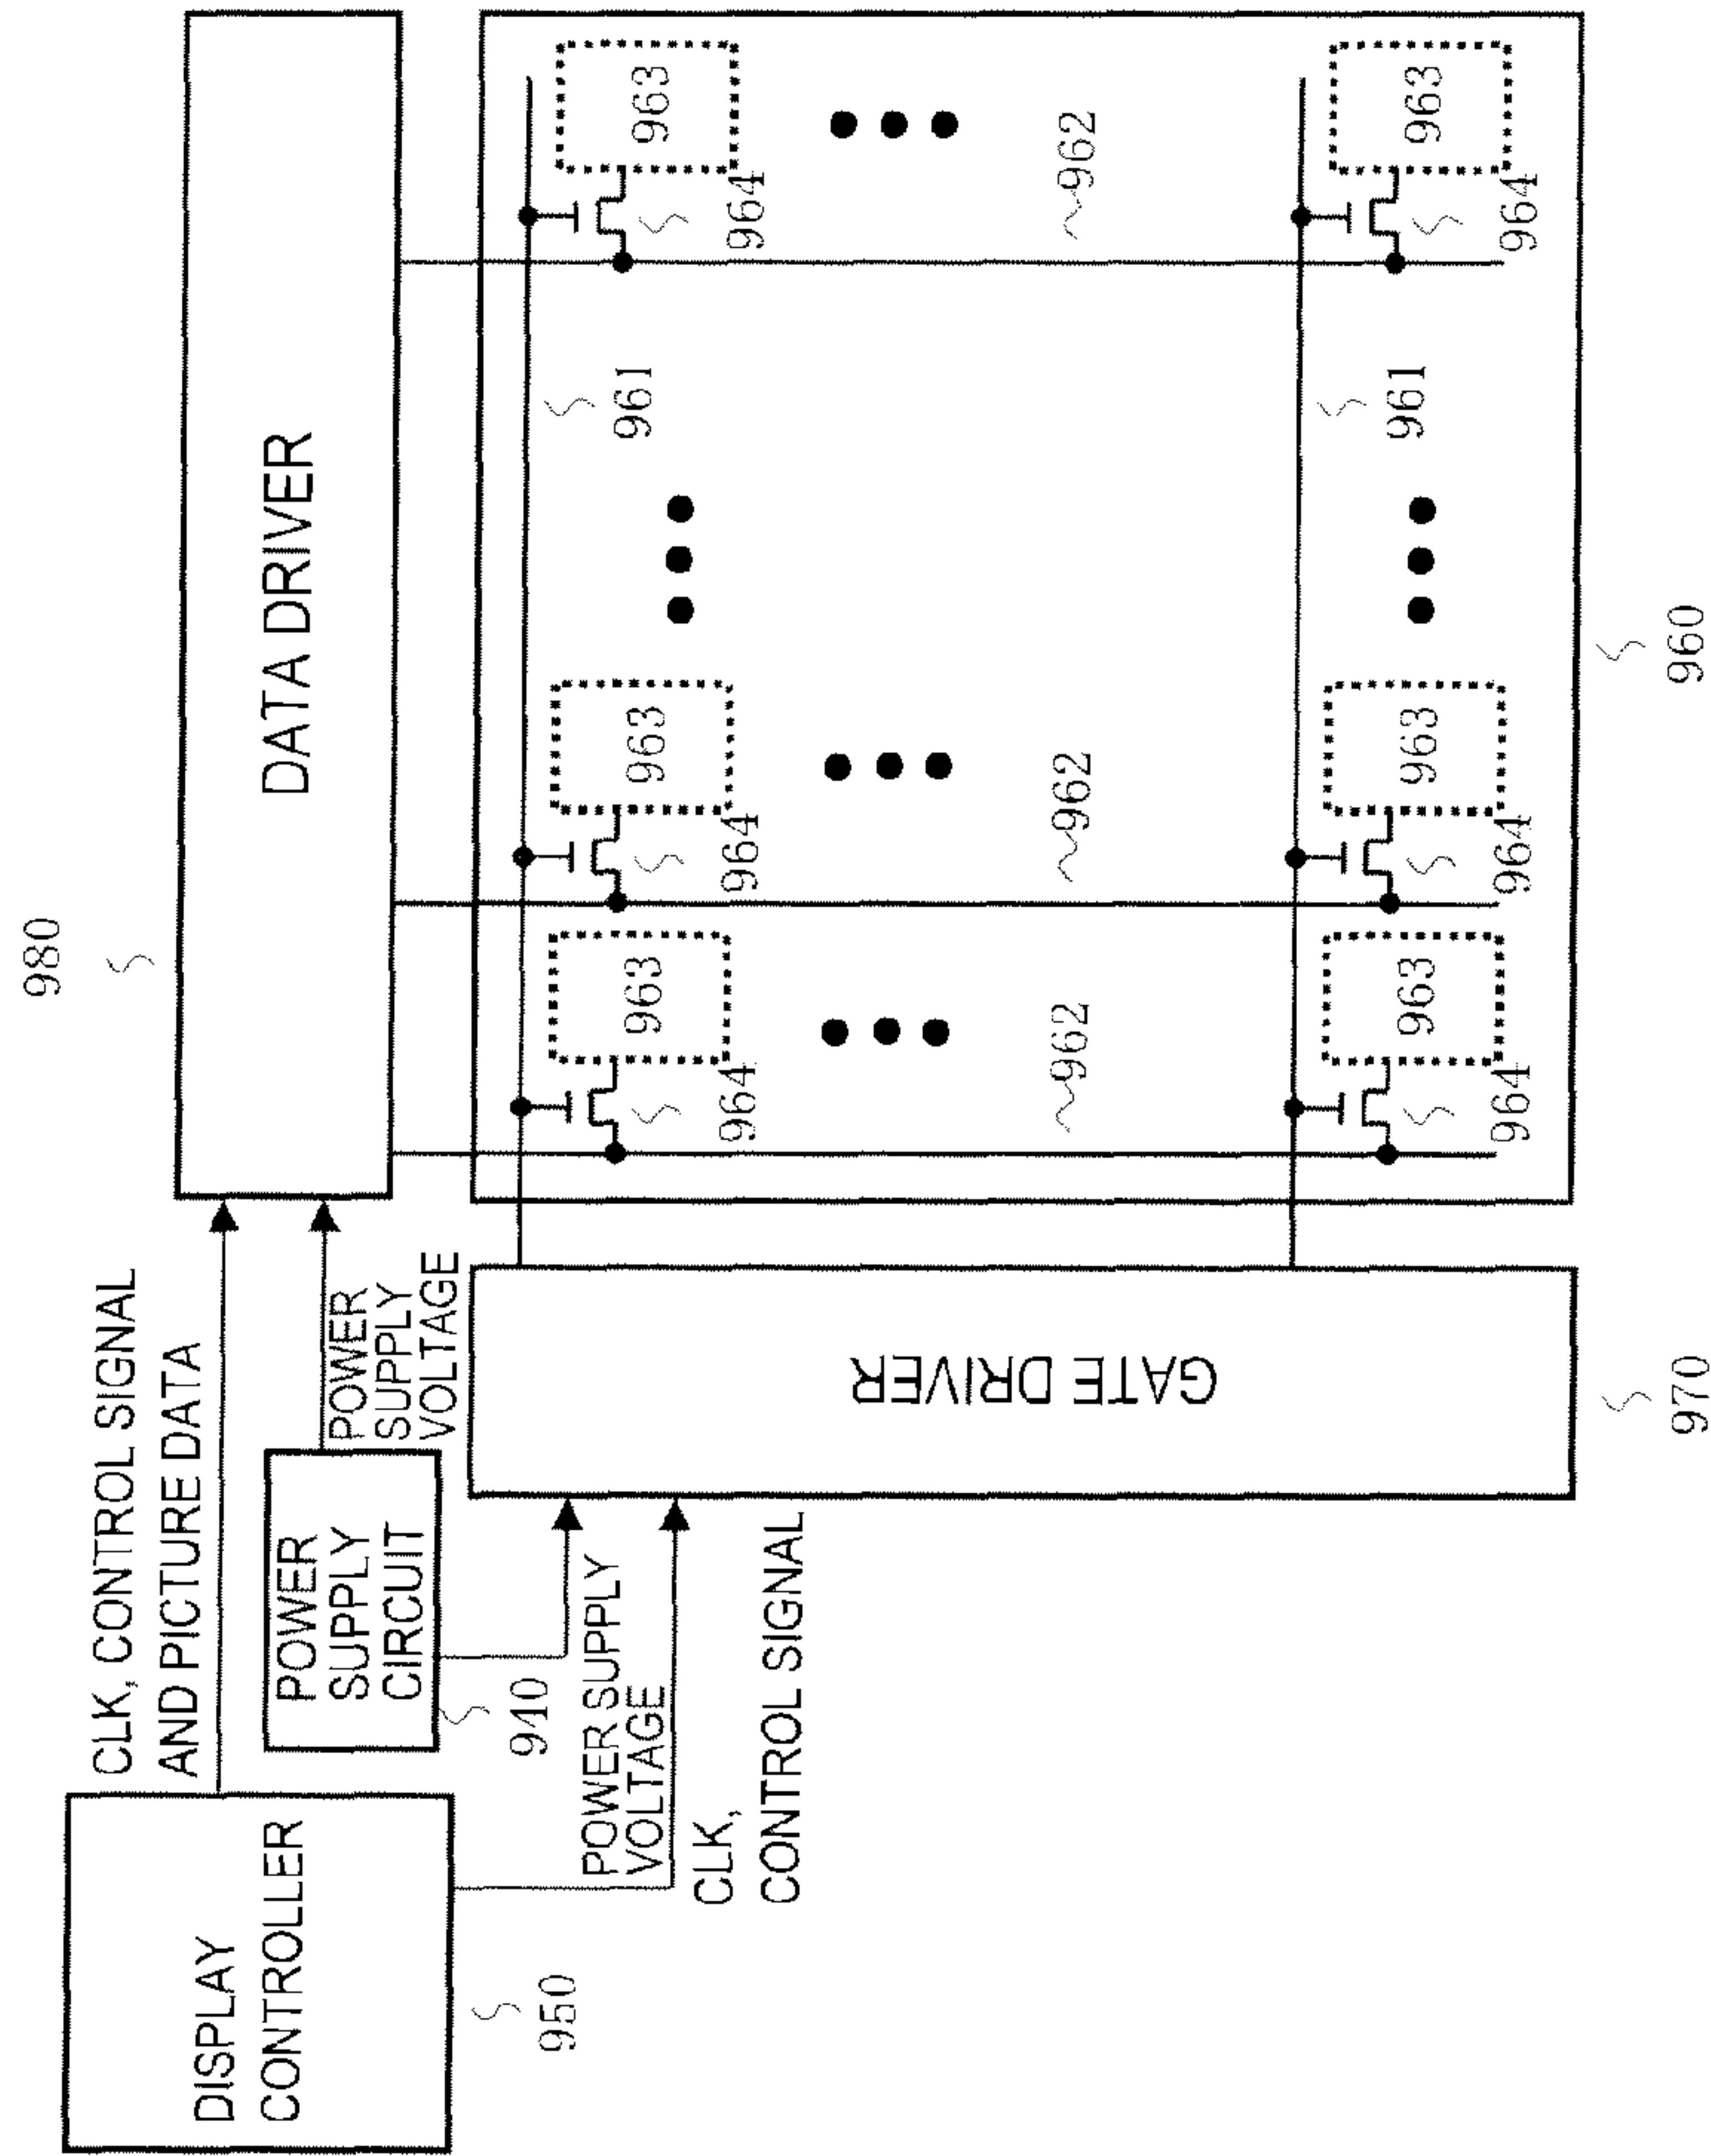 980
CLK, CONTROL SIGNAL
AND PICTURE DATA
DISPLAY
CONTROLLER
DATA DRIVER
POWER
SUPPLY
CIRCUIT
POWER
SUPPLY
VOLTAGE
940
950
POWER SUPPLY
VOLTAGE
CLK,
CONTROL SIGNAL
GATE DRIVER
970
963 963 961 963
964 964 964
962 962 962
963 963 961 963
964 964 964
960